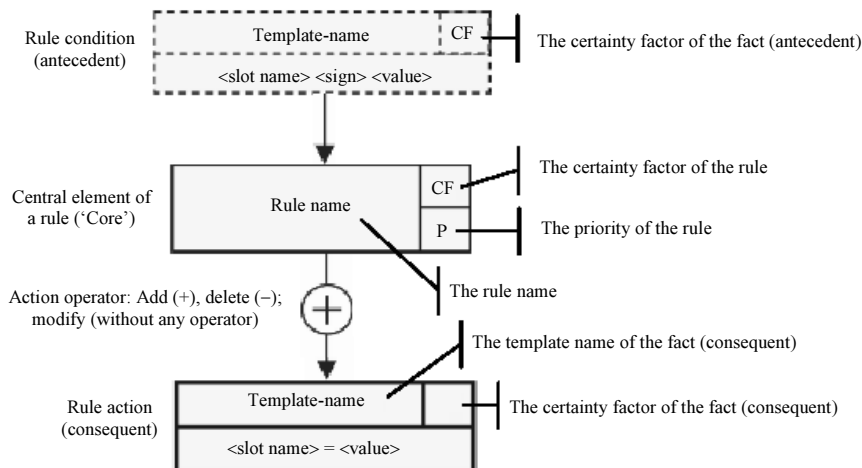 Rule condition
(antecedent)
Template-name
CF
The certainty factor of the fact (antecedent)
<slot name> <sign> <value>
Central element of
a rule (‘Core’)
Rule name
CF
The certainty factor of the rule
P
The priority of the rule
Action operator: Add (+), delete (−);
modify (without any operator)
+
The rule name
The template name of the fact (consequent)
Rule action
(consequent)
Template-name
The certainty factor of the fact (consequent)
<slot name> = <value>